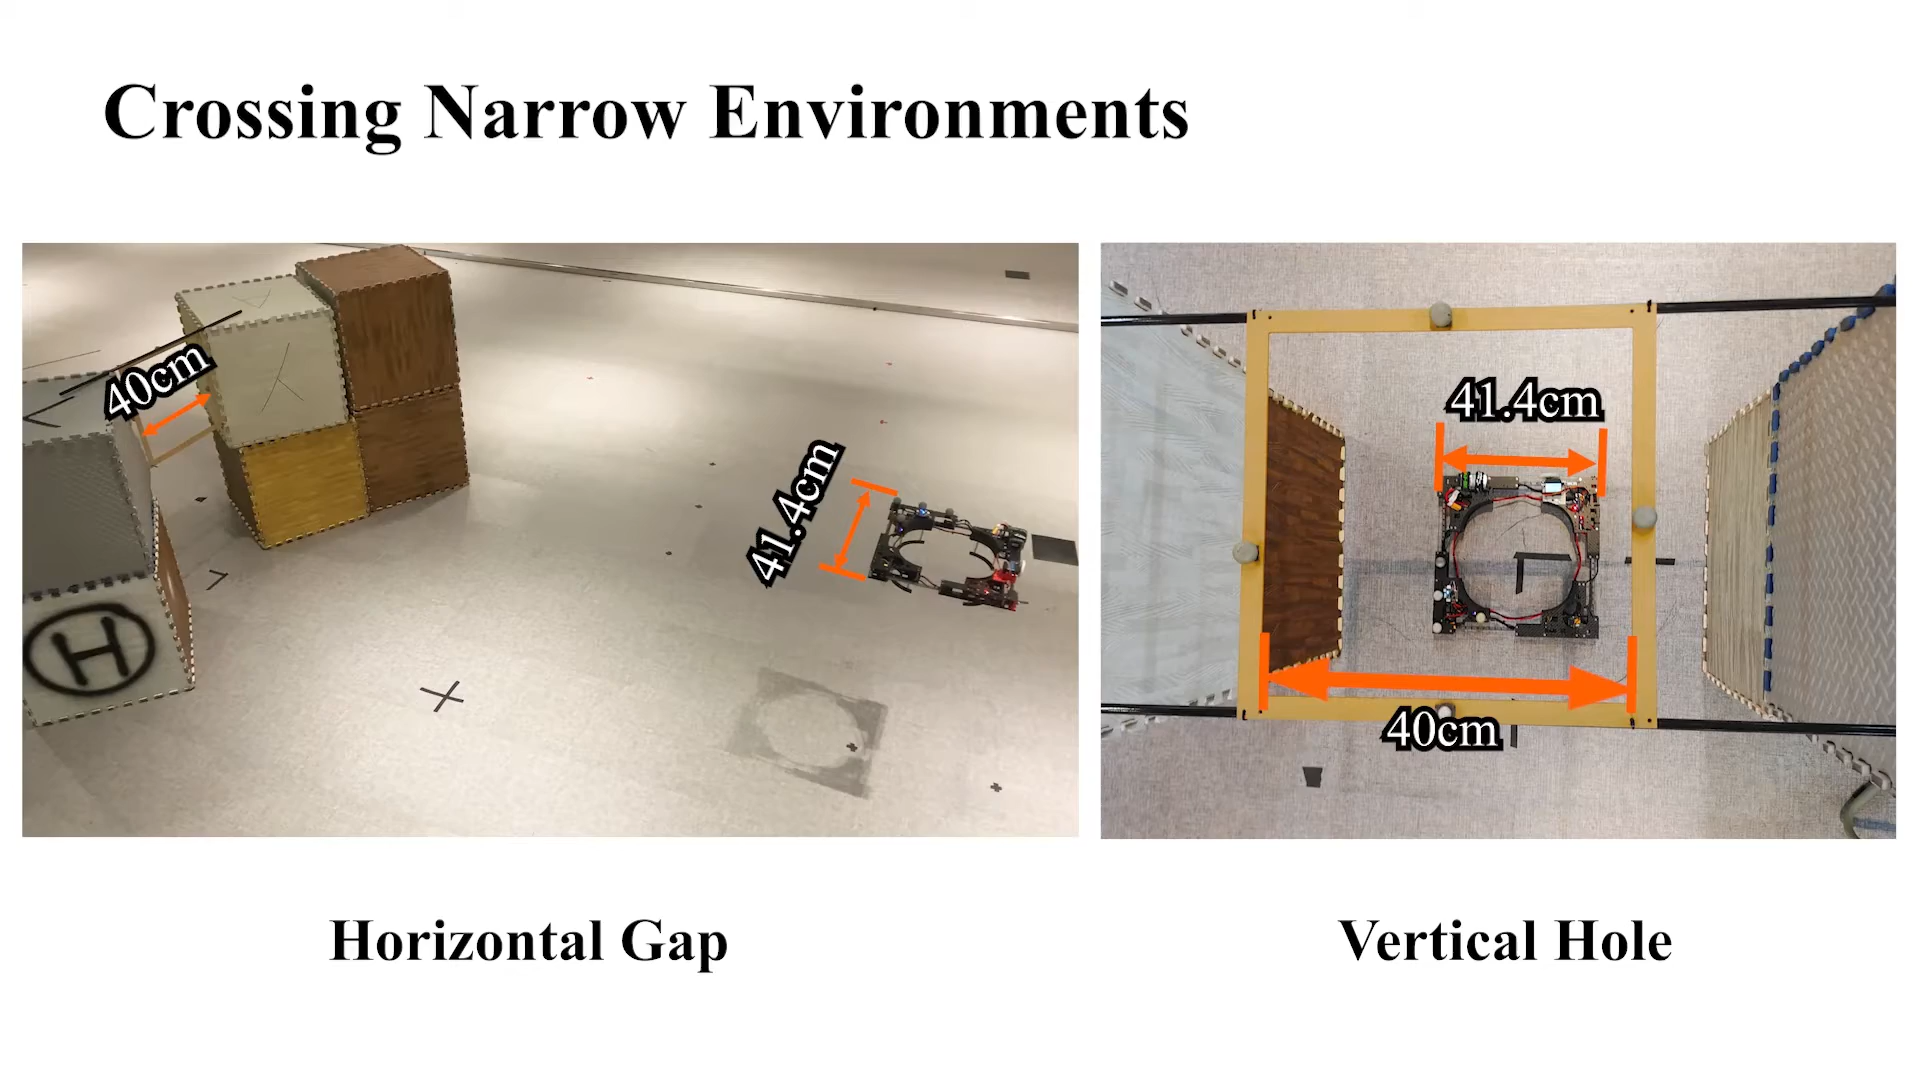 Crossing Narrow Environments
40cm
41.4cm
H
41.4cm
40cm
Horizontal Gap
Vertical Hole